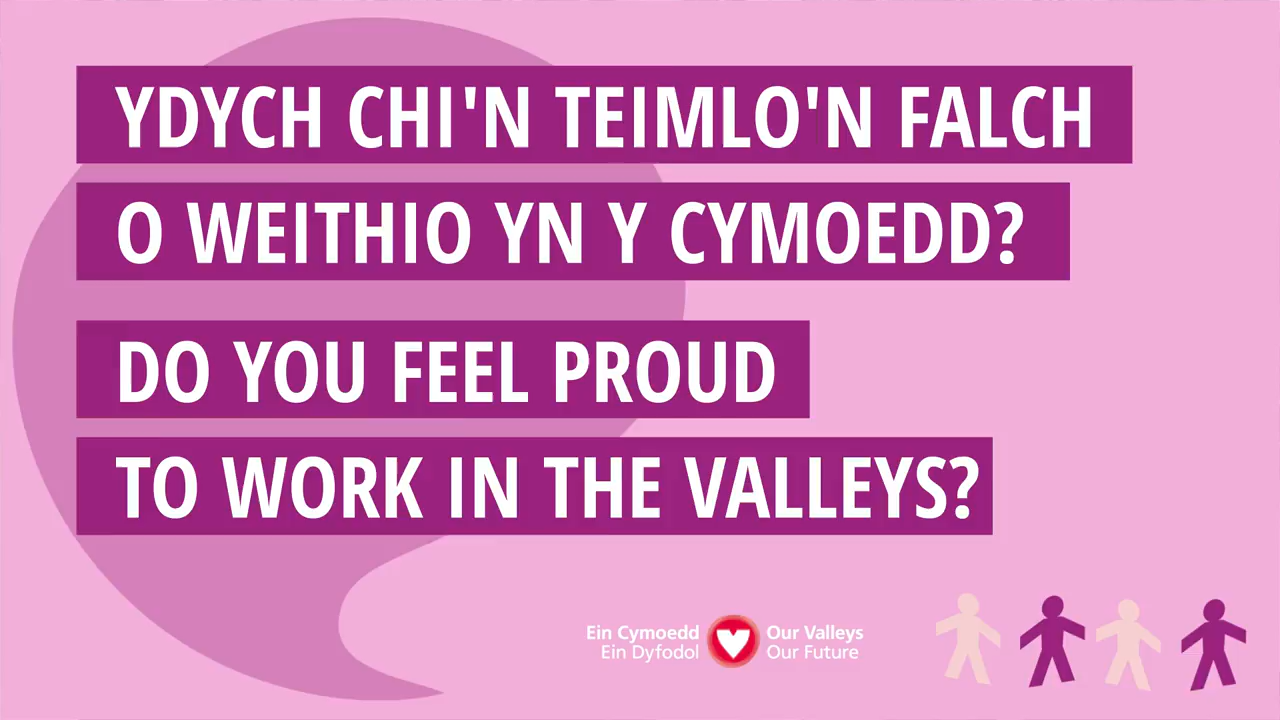 YDYCH CHI'N TEIMLO'N FALCH
O WEITHIO YN Y CYMOEDD?
DO YOU FEEL PROUD
TO WORK IN THE VALLEYS?
Ein Cymoedd
Ein Dyfodol
Our Valleys
Our Future